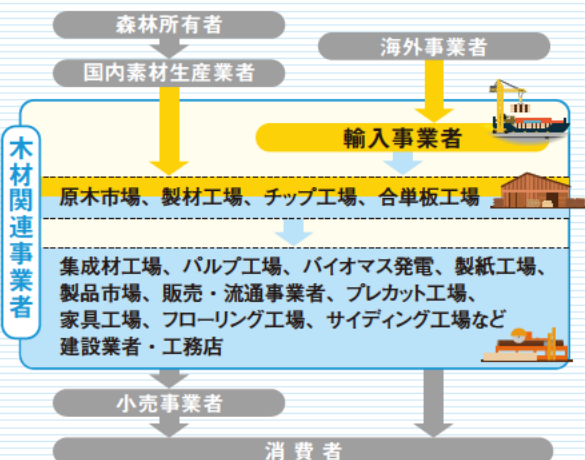 森林所有者
海外事業者
国内素材生産業者
木材関連事業者
輸入事業者
原木市場、製材工場、チップ工場、合単板工場
集成材工場、パルプ工場、バイオマス発電、製紙工場、
製品市場、販売・流通事業者、プレカット工場、
家具工場、フローリング工場、サイディング工場など
建設業者・工務店
小売事業者
消費者